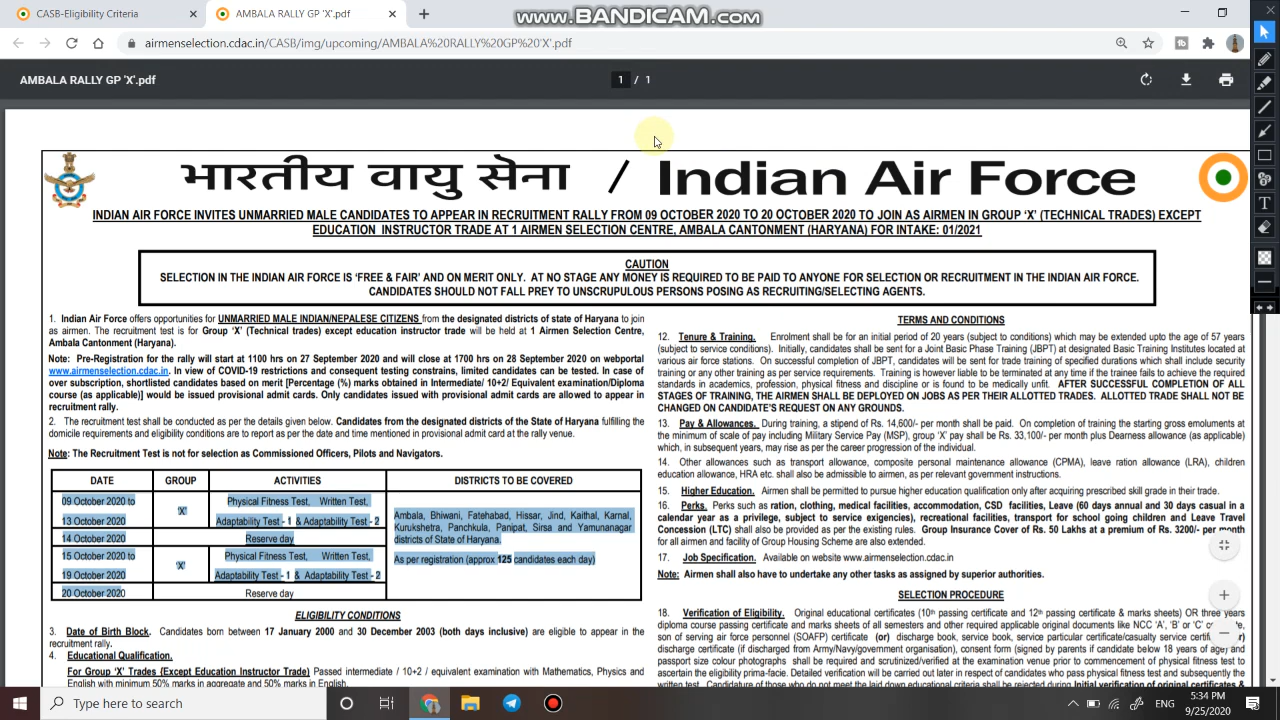 CASB-Eligibility Criteria
AMBALA RALLY GP 'X'.pdf
www.BANDICAM.com
airmenselection.cdac.in/CASB/img/upcoming/AMBALA%20RALLY%20GP%20'X'.pdf
AMBALA RALLY GP 'X'.pdf
1 / 1
भारतीय वायु सेना / Indian Air Force
INDIAN AIR FORCE INVITES UNMARRIED MALE CANDIDATES TO APPEAR IN RECRUITMENT RALLY FROM 09 OCTOBER 2020 TO 20 OCTOBER 2020 TO JOIN AS AIRMEN IN GROUP 'X' (TECHNICAL TRADES) EXCEPT
EDUCATION INSTRUCTOR TRADE AT 1 AIRMEN SELECTION CENTRE, AMBALA CANTONMENT (HARYANA) FOR INTAKE: 01/2021
CAUTION
SELECTION IN THE INDIAN AIR FORCE IS 'FREE & FAIR' AND ON MERIT ONLY. AT NO STAGE ANY MONEY IS REQUIRED TO BE PAID TO ANYONE FOR SELECTION OR RECRUITMENT IN THE INDIAN AIR FORCE.
CANDIDATES SHOULD NOT FALL PREY TO UNSCRUPULOUS PERSONS POSING AS RECRUITING/SELECTING AGENTS.
1. Indian Air Force offers opportunities for UNMARRIED MALE INDIAN/NEPALESE CITIZENS from the designated districts of state of Haryana to join
as airmen. The recruitment test is for Group 'X' (Technical trades) except education instructor trade will be held at 1 Airmen Selection Centre,
Ambala Cantonment (Haryana).
Note: Pre-Registration for the rally will start at 1100 hrs on 27 September 2020 and will close at 1700 hrs on 28 September 2020 on webportal
www.airmenselection.cdac.in. In view of COVID-19 restrictions and consequent testing constrains, limited candidates can be tested. In case of
over subscription, shortlisted candidates based on merit [Percentage (%) marks obtained in Intermediate/ 10+2/ Equivalent examination/Diploma
course (as applicable)] would be issued provisional admit cards. Only candidates issued with provisional admit cards are allowed to appear in
recruitment rally.
2. The recruitment test shall be conducted as per the details given below. Candidates from the designated districts of the State of Haryana fulfilling the
domicile requirements and eligibility conditions are to report as per the date and time mentioned in provisional admit card at the rally venue.
Note: The Recruitment Test is not for selection as Commissioned Officers, Pilots and Navigators.
DATE GROUP ACTIVITIES DISTRICTS TO BE COVERED
09 October 2020 to
13 October 2020
'X'
Physical Fitness Test, Written Test,
Adaptability Test - 1 & Adaptability Test - 2
14 October 2020 Reserve day
15 October 2020 to
19 October 2020
'X'
Physical Fitness Test, Written Test,
Adaptability Test - 1 & Adaptability Test - 2
20 October 2020 Reserve day
Ambala, Bhiwani, Fatehabad, Hissar, Jind, Kaithal, Karnal,
Kurukshetra, Panchkula, Panipat, Sirsa and Yamunanagar
districts of State of Haryana.
As per registration (approx 125 candidates each day)
ELIGIBILITY CONDITIONS
3. Date of Birth Block. Candidates born between 17 January 2000 and 30 December 2003 (both days inclusive) are eligible to appear in the
recruitment rally.
4. Educational Qualification.
For Group 'X' Trades (Except Education Instructor Trade) Passed intermediate / 10+2 / equivalent examination with Mathematics, Physics and
English with minimum 50% marks in aggregate and 50% marks in English.
TERMS AND CONDITIONS
12. Tenure & Training. Enrolment shall be for an initial period of 20 years (subject to conditions) which may be extended upto the age of 57 years
(subject to service conditions). Initially, candidates shall be sent for a Joint Basic Phase Training (JBPT) at designated Basic Training Institutes located at
various air force stations. On successful completion of JBPT, candidates will be sent for trade training of specified durations which shall include security
training or any other training as per service requirements. Training is however liable to be terminated at any time if the trainee fails to achieve the required
standards in academics, profession, physical fitness and discipline or is found to be medically unfit. AFTER SUCCESSFUL COMPLETION OF ALL
STAGES OF TRAINING, THE AIRMEN SHALL BE DEPLOYED ON JOBS AS PER THEIR ALLOTTED TRADES. ALLOTTED TRADE SHALL NOT BE
CHANGED ON CANDIDATE'S REQUEST ON ANY GROUNDS.
13. Pay & Allowances. During training, a stipend of Rs. 14,600/- per month shall be paid. On completion of training the starting gross emoluments at
the minimum of scale of pay including Military Service Pay (MSP), group 'X' pay shall be Rs. 33,100/- per month plus Dearness allowance (as applicable)
which, in subsequent years, may rise as per the career progression of the individual.
14. Other allowances such as transport allowance, composite personal maintenance allowance (CPMA), leave ration allowance (LRA), children
education allowance, HRA etc. shall also be admissible to airmen, as per relevant government instructions.
15. Higher Education. Airmen shall be permitted to pursue higher education qualification only after acquiring prescribed skill grade in their trade.
16. Perks. Perks such as ration, clothing, medical facilities, accommodation, CSD facilities, Leave (60 days annual and 30 days casual in a
calendar year as a privilege, subject to service exigencies), recreational facilities, transport for school going children and Leave Travel
Concession (LTC) shall also be provided as per the existing rules. Group Insurance Cover of Rs. 50 Lakhs at a premium of Rs. 3200/- per month
for all airmen and facility of Group Housing Scheme are also extended.
17. Job Specification. Available on website www.airmenselection.cdac.in
Note: Airmen shall also have to undertake any other tasks as assigned by superior authorities.
SELECTION PROCEDURE
18. Verification of Eligibility. Original educational certificates (10th passing certificate and 12th passing certificate & marks sheets) OR three years
diploma course passing certificate and marks sheets of all semesters and other required applicable original documents like NCC 'A', 'B' or 'C'
son of serving air force personnel (SOAFP) certificate (or) discharge book, service book, service particular certificate/casualty service
discharge certificate (if discharged from Army/Navy/government organisation), consent form (signed by parents if candidate below 18 years of age) and
passport size colour photographs shall be required and scrutinized/verified at the examination venue prior to commencement of physical fitness test to
ascertain the eligibility prima-facie. Detailed verification will be carried out later in respect of candidates who pass physical fitness test and subsequently the
written test. Candidature of those who do not meet the laid down educational criteria shall be rejected during Initial verification of original certificates &
Type here to search
5:34 PM
9/25/2020